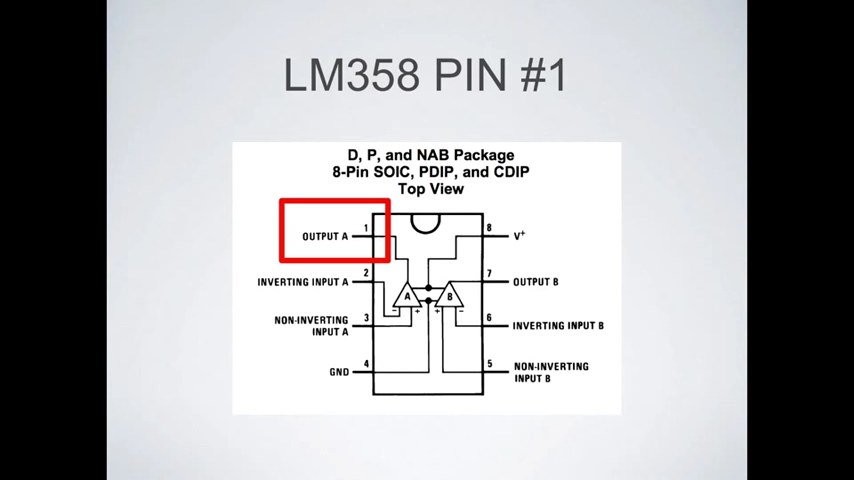 LM358 PIN #1
D, P, and NAB Package
8-Pin SOIC, PDIP, and CDIP
Top View
OUTPUT A 1
8 V+
2
INVERTING INPUT A
7
OUTPUT B
3
NON-INVERTING
INPUT A
6
INVERTING INPUT B
4
GND
5
NON-INVERTING
INPUT B
A
B
- +
+ -